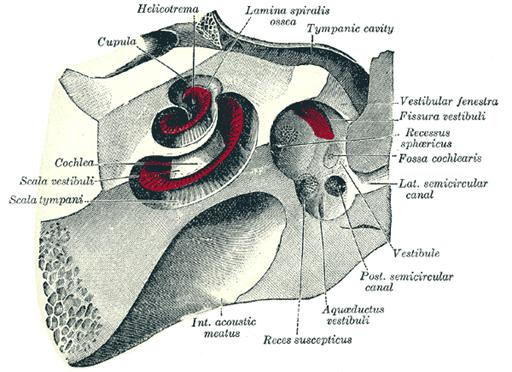 Helicotrema
Lamina spiralis
ossea
Cupula
Tympanic cavity
Vestibular fenestra
Fissura vestibuli
Recessus
sphæricus
Fossa cochlearis
Cochlea
Scala vestibuli
Scala tympani
Lat. semicircular
canal
Vestibule
Post. semicircular
canal
Aquæductus
vestibuli
Int. acoustic
meatus
Reces suscepticus